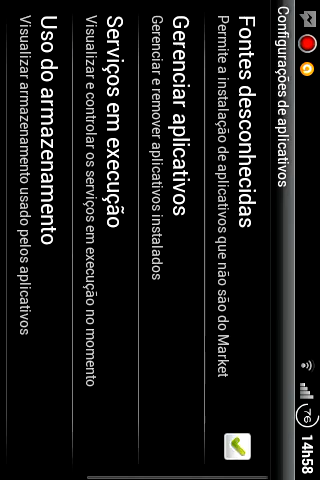 76 14h58
Configurações de aplicativos
Fontes desconhecidas
Permite a instalação de aplicativos que não são do Market
Gerenciar aplicativos
Gerenciar e remover aplicativos instalados
Serviços em execução
Visualizar e controlar os serviços em execução no momento
Uso do armazenamento
Visualizar armazenamento usado pelos aplicativos